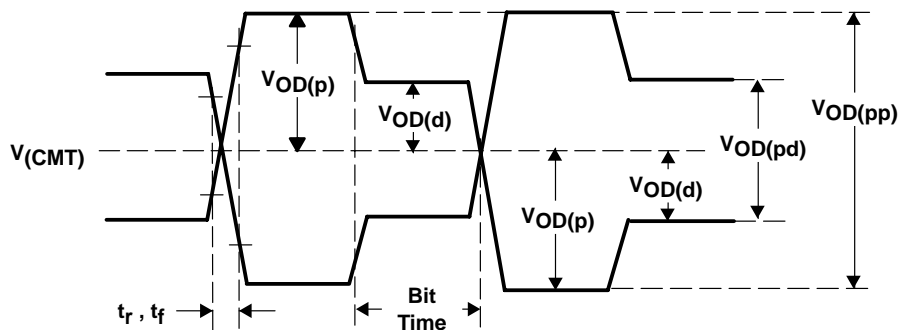 V(CMT)
VOD(p)
VOD(d)
VOD(p)
VOD(d)
VOD(pd)
VOD(pp)
tr , tf
Bit
Time